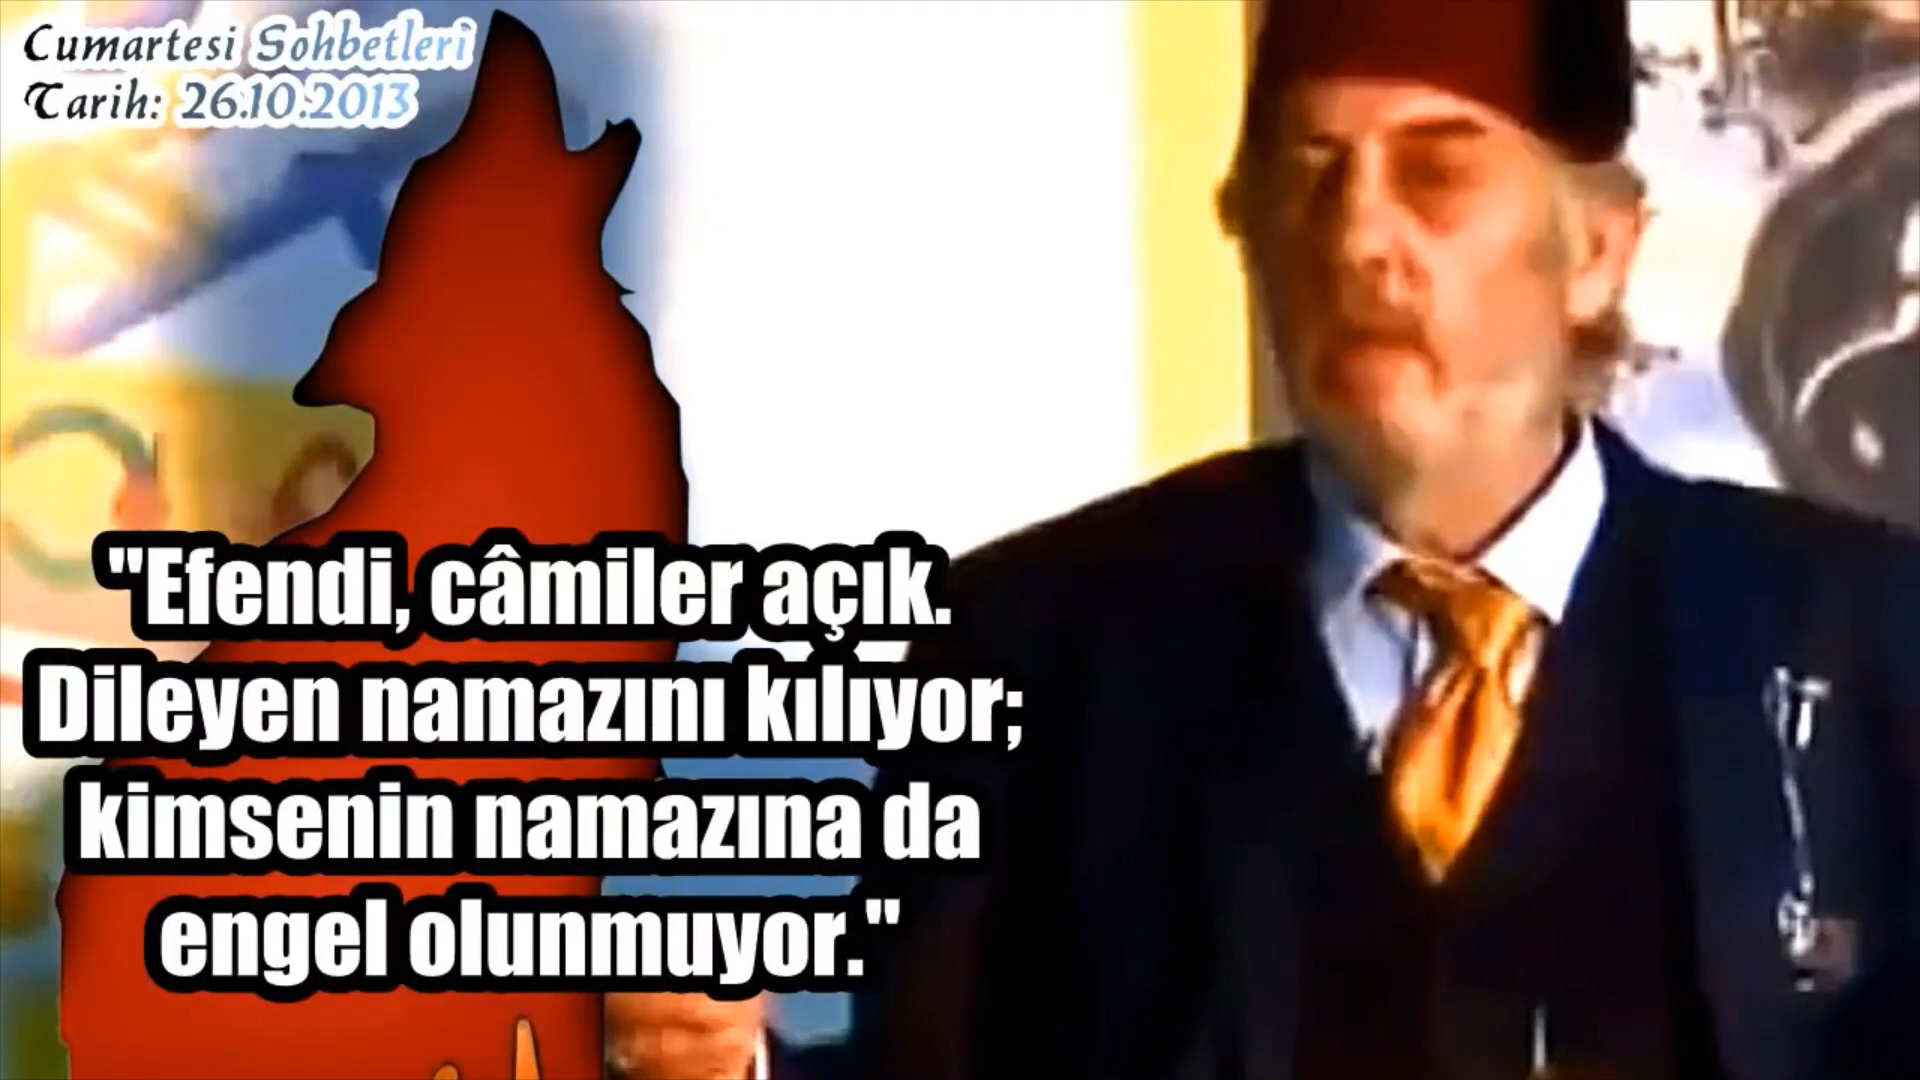 Cumartesi Sohbetleri
Tarih: 26.10.2013
"Efendi, câmiler açık.
Dileyen namazını kılıyor;
kimsenin namazına da
engel olunmuyor."